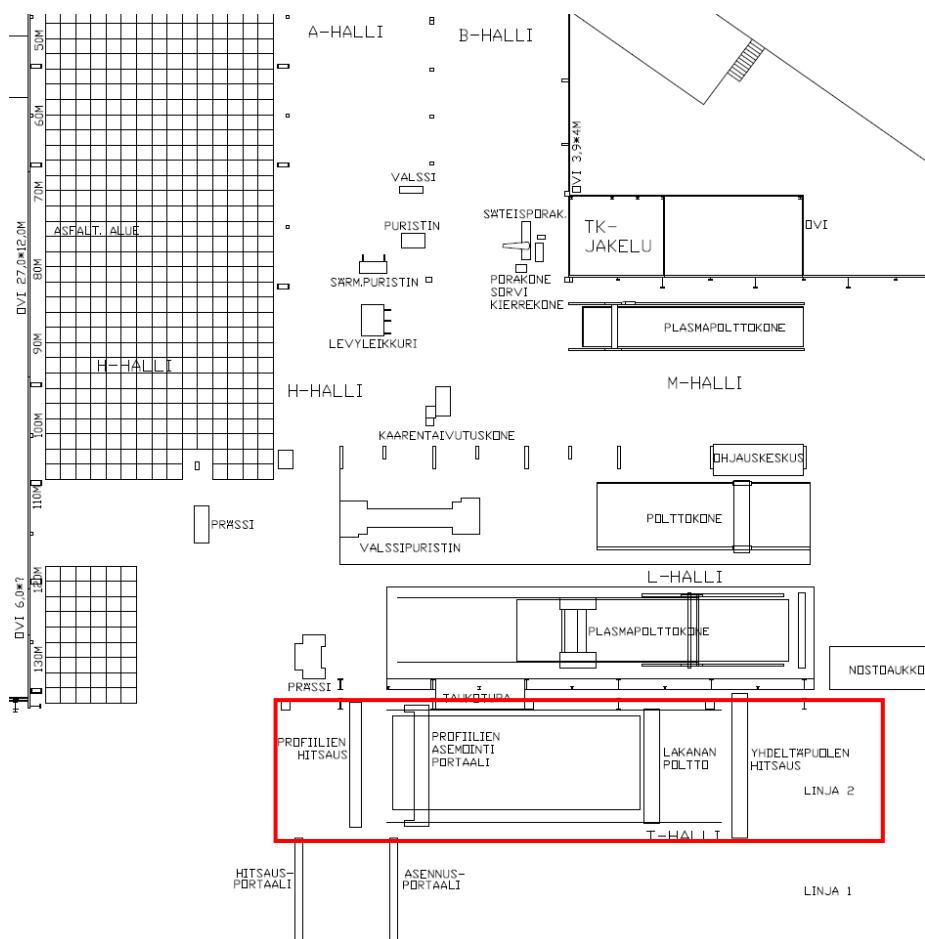 A-HALLI
B-HALLI
50M
60M
70M
80M
90M
100M
110M
120M
130M
OVI 27,0*12,0M
OVI 6,0*?
OVI 3,9*4M
VALSSI
PURISTIN
SÄTEISPORAK.
TK-
JAKELU
OVI
ASFALT. ALUE
SÄRM.PURISTIN
PORAKONE
SORVI
KIERREKONE
LEVYLEIKKURI
PLASMAPOLTTOKONE
H-HALLI
H-HALLI
M-HALLI
KAARENTAIVUTUSKONE
OHJAUSKESKUS
PRÄSSI
VALSSIPURISTIN
POLTTOKONE
L-HALLI
PLASMAPOLTTOKONE
PRÄSSI
NOSTOAUKKO
TAUKOTUPA
PROFIILIEN
HITSAUS
PROFIILIEN
ASEMOINTI
PORTAALI
LAKANAN
POLTTO
YHDELTÄPUOLEN
HITSAUS
LINJA 2
T-HALLI
HITSAUS-
PORTAALI
ASENNUS-
PORTAALI
LINJA 1